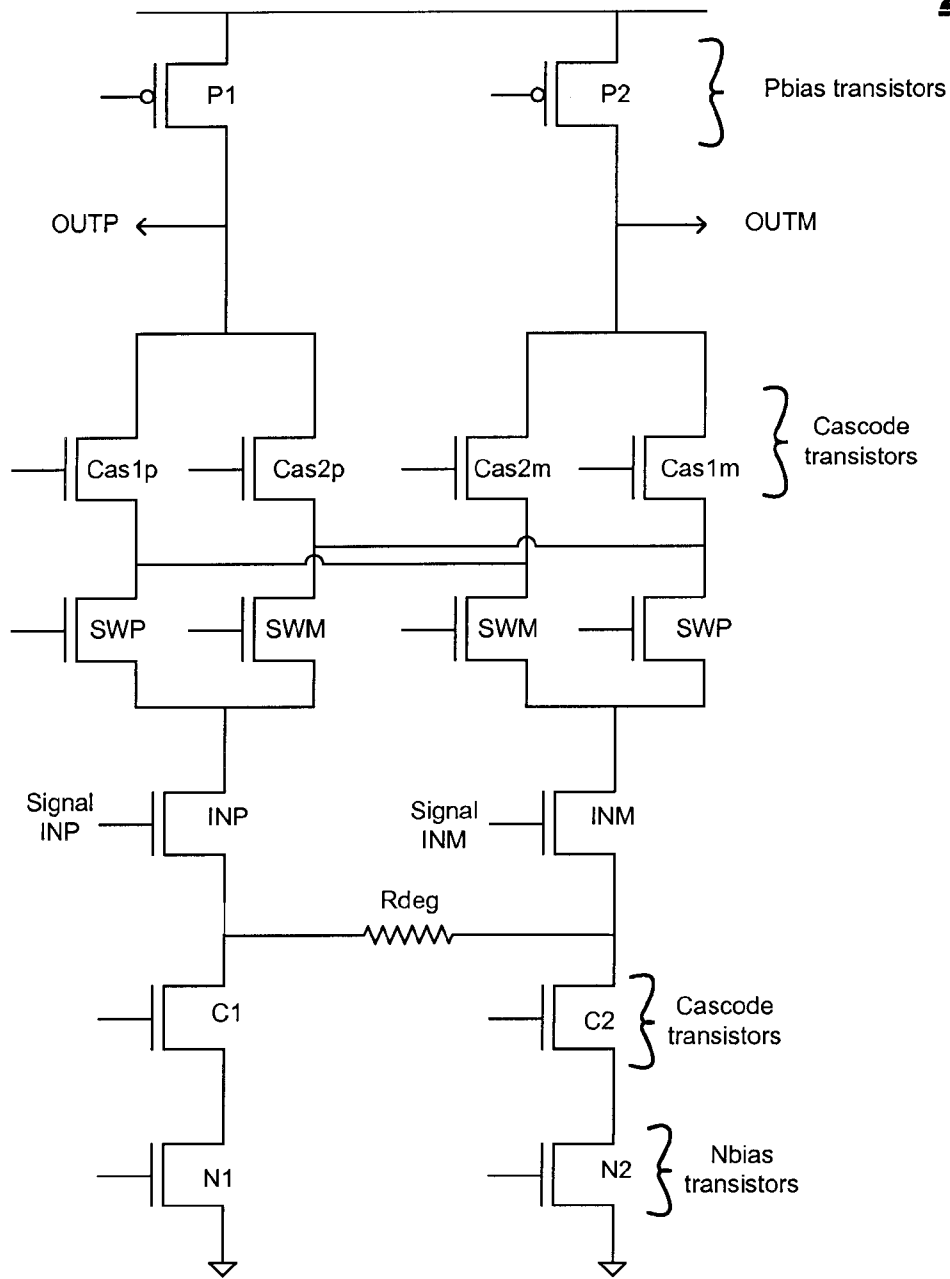 P1
P2
Pbias transistors
OUTP
OUTM
Cas1p
Cas2p
Cas2m
Cas1m
Cascode
transistors
SWP
SWM
SWM
SWP
Signal
INP
INP
Signal
INM
INM
Rdeg
C1
C2
Cascode
transistors
N1
N2
Nbias
transistors